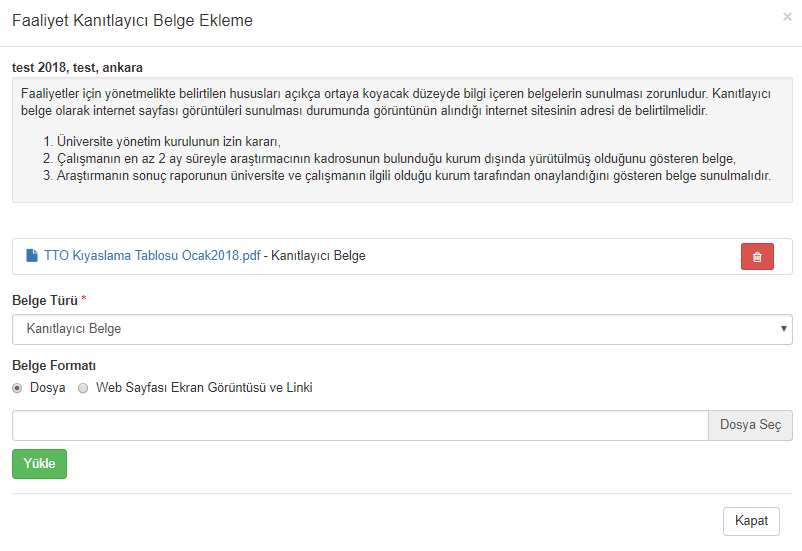 Faaliyet Kanıtlayıcı Belge Ekleme
×
test 2018, test, ankara
Faaliyetler için yönetmelikte belirtilen hususları açıkça ortaya koyacak düzeyde bilgi içeren belgelerin sunulması zorunludur. Kanıtlayıcı
belge olarak internet sayfası görüntüleri sunulması durumunda görüntünün alındığı internet sitesinin adresi de belirtilmelidir.
1. Üniversite yönetim kurulunun izin kararı,
2. Çalışmanın en az 2 ay süreyle araştırmacının kadrosunun bulunduğu kurum dışında yürütülmüş olduğunu gösteren belge,
3. Araştırmanın sonuç raporunun üniversite ve çalışmanın ilgili olduğu kurum tarafından onaylandığını gösteren belge sunulmalıdır.
TTO Kıyaslama Tablosu Ocak2018.pdf - Kanıtlayıcı Belge
Belge Türü *
Kanıtlayıcı Belge
Belge Formatı
Dosya Web Sayfası Ekran Görüntüsü ve Linki
Dosya Seç
Yükle
Kapat